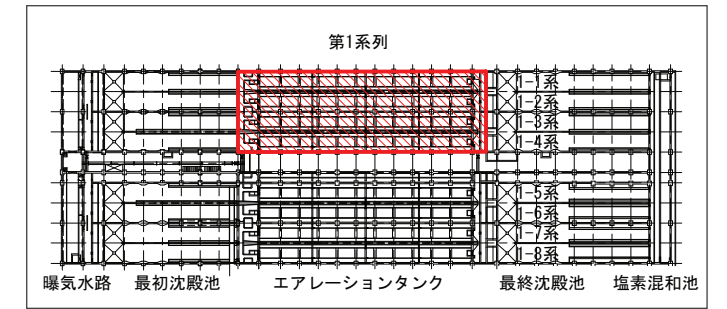 第1系列
1-1系
1-2系
1-3系
1-4系
1-5系
1-6系
1-7系
1-8系
曝気水路 最初沈殿池 エアレーションタンク 最終沈殿池 塩素混和池